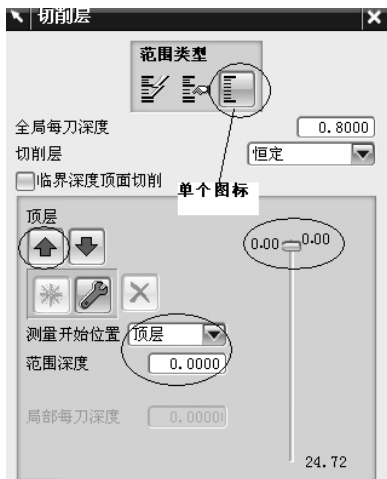 切削层
范围类型
全局每刀深度 0.8000
切削层 恒定
临界深度顶面切削
单个图标
顶层
0.00 0.00
测量开始位置 顶层
范围深度 0.0000
局部每刀深度 0.0000
24.72